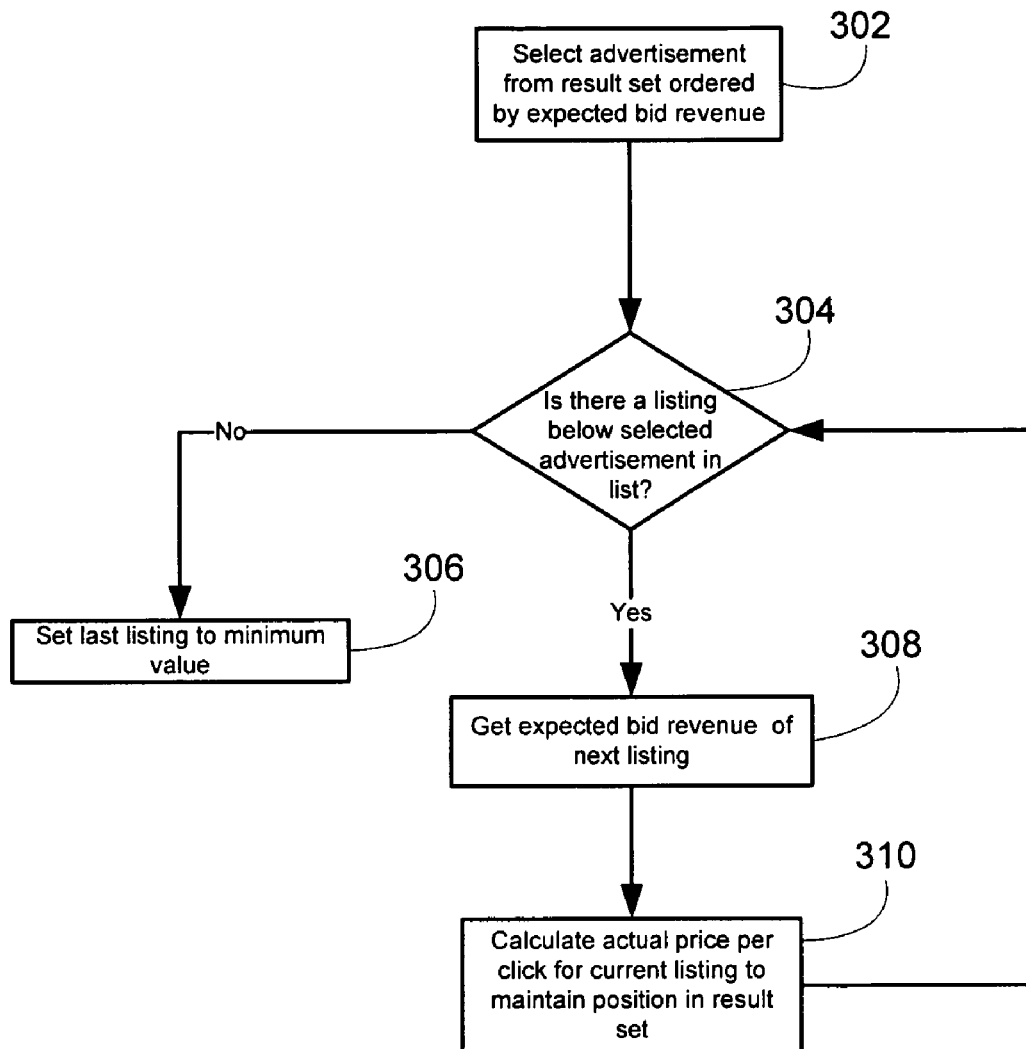 302
Select advertisement
from result set ordered
by expected bid revenue
304
Is there a listing
below selected
advertisement in
list?
No
306
Set last listing to minimum
value
Yes
308
Get expected bid revenue of
next listing
310
Calculate actual price per
click for current listing to
maintain position in result
set